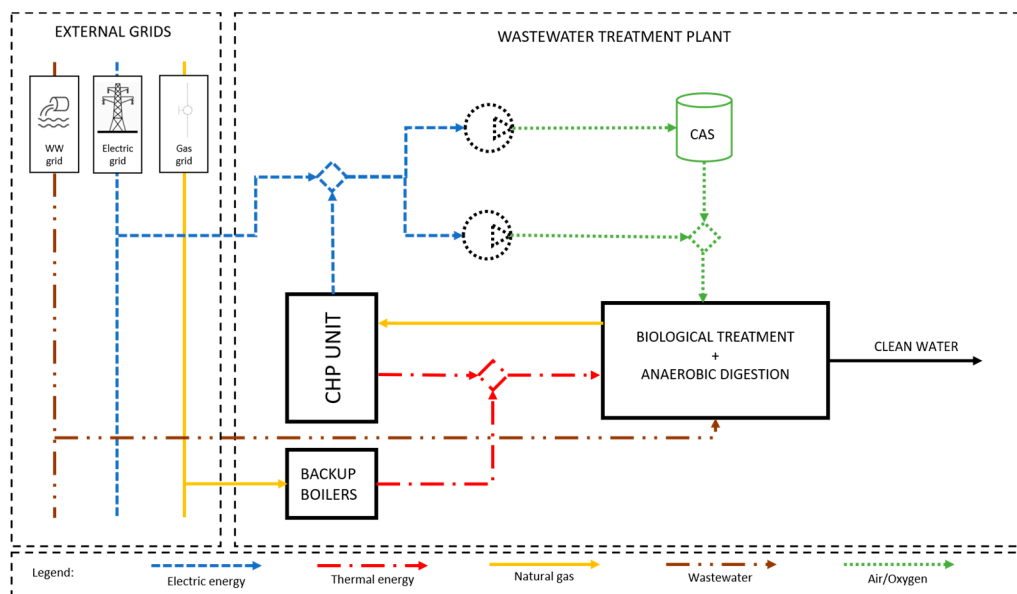 EXTERNAL GRIDS
WASTEWATER TREATMENT PLANT
WW
grid
Electric
grid
Gas
grid
CAS
CHP UNIT
BIOLOGICAL TREATMENT
+
ANAEROBIC DIGESTION
CLEAN WATER
BACKUP
BOILERS
Legend:
Electric energy
Thermal energy
Natural gas
Wastewater
Air/Oxygen